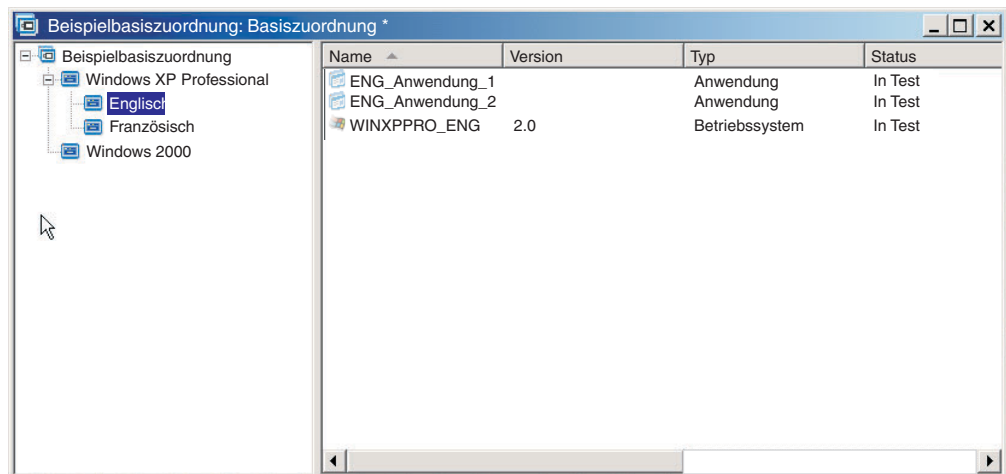 Beispielbasiszuordnung: Basiszuordnung *
Beispielbasiszuordnung
Windows XP Professional
Englisch
Französisch
Windows 2000
Name Version Typ Status
ENG_Anwendung_1 Anwendung In Test
ENG_Anwendung_2 Anwendung In Test
WINXPPRO_ENG 2.0 Betriebssystem In Test